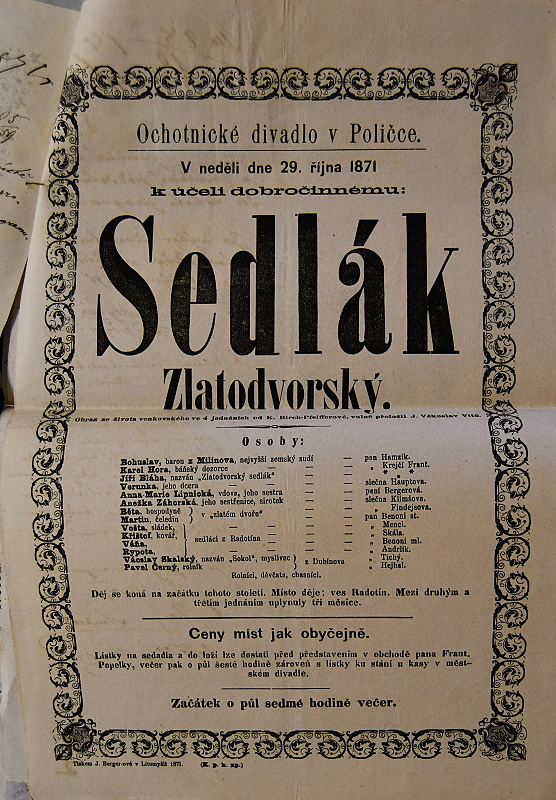 Ochotnické divadlo v Poličce.
V neděli dne 29. října 1871
k účeli dobročinnému:
Sedlák
Zlatodvorský.
Obraz ze života venkovského ve 4 jednáních od K. Birch-Pfeifferové, volně přeložil J. Věkoslav Vitá.
Osoby:
Bohuslav, baron z Milinova, nejvyšší zemský sudí — — pan Hamzík.
Karel Hora, báňský dozorce — — — „ Krejčí Frant.
Jiří Bláha, nazván „Zlatodvorský sedlák“ — — „ „
Verunka, jeho dcera — — slečna Hauptova.
Anna-Marie Lipnická, vdova, jeho sestra — — paní Bergerová.
Anežka Záhorská, jeho sestřenice, sirotek — — slečna Klimšova.
Běta, hospodyně } v „zlatém dvoře“ — — „ Findejsova.
Martin, čeledín — — pan Benoni st.
Vošta, sládek, — — „ Mencl.
Křištof, kovář, } sedláci z Radotína — — „ Skála.
Váňa, — — „ Benoni ml.
Rypota, — — „ Andrlík.
Václav Skalský, nazván „Sokol“, myslivec } z Dubinova — „ Tichý.
Pavel Černý, rolník — „ Hejhal.
Rolníci, děvčata, chasníci.
Děj se koná na začátku tohoto století. Místo děje: ves Radotín. Mezi druhým a
třetím jednáním uplynuly tři měsíce.
Ceny míst jak obyčejně.
Lístky na sedadla a do loží lze dostati před představením v obchodě pana Frant.
Popelky, večer pak o půl šesté hodině zároveň s lístky ku stání u kasy v měst-
ském divadle.
Začátek o půl sedmé hodině večer.
Tiskem J. Berger-ové v Litomyšli 1871. (K. p. k. np.)